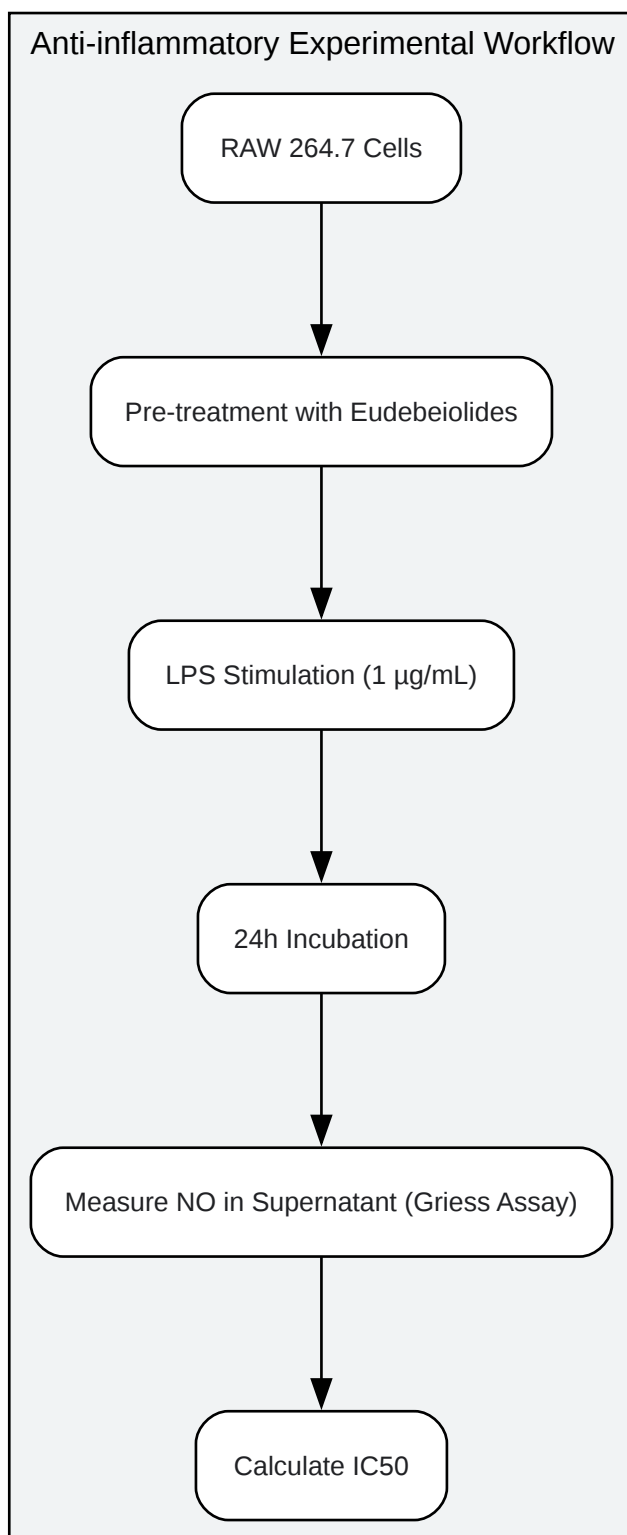 Anti-inflammatory Experimental Workflow
RAW 264.7 Cells
Pre-treatment with Eudebeiolides
LPS Stimulation (1 µg/mL)
24h Incubation
Measure NO in Supernatant (Griess Assay)
Calculate IC50